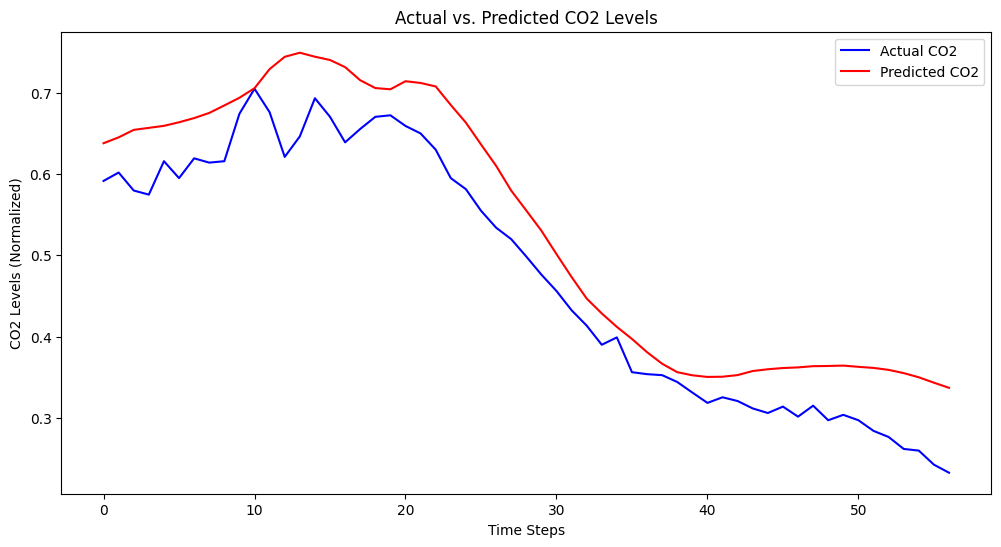 Actual vs. Predicted CO2 Levels
Actual CO2
Predicted CO2
CO2 Levels (Normalized)
0.7
0.6
0.5
0.4
0.3
0 10 20 30 40 50
Time Steps